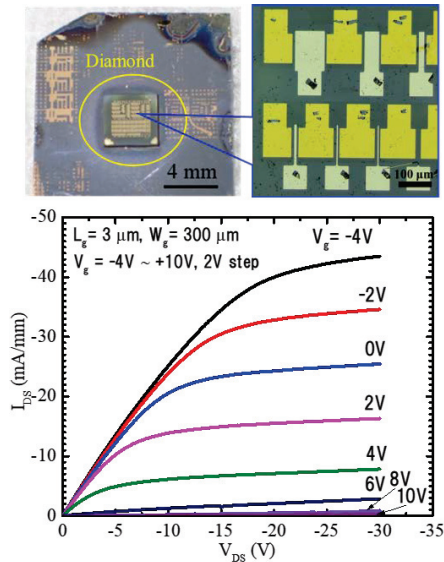 Diamond
4 mm
100 µm
L_g= 3 µm, W_g= 300 µm
V_g= -4V
V_g = -4V ~ +10V, 2V step
-2V
0V
2V
4V
6V
8V
10V
-50
-40
-30
-20
-10
0
I_DS (mA/mm)
0 -5 -10 -15 -20 -25 -30 -35
V_DS (V)